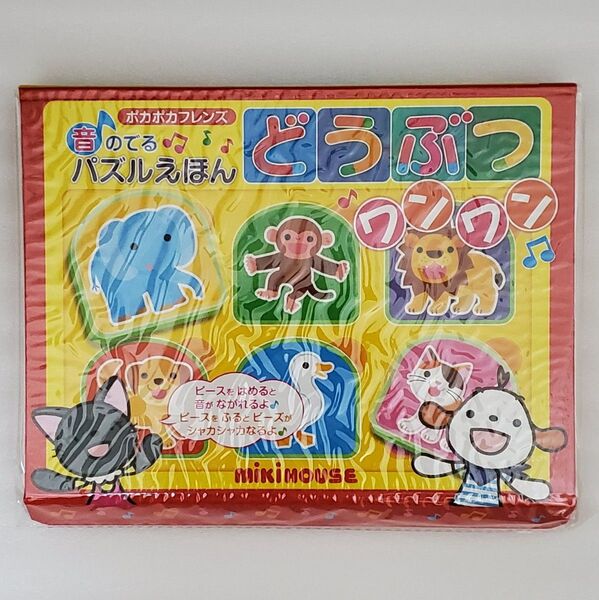 ポカポカフレンズ
音のでる
パズルえほん
どうぶつ
ワンワン
ピースをはめると
音がながれるよ♪
ピースをふるとビーズが
シャカシャカなるよ♪
mikiHOUSE